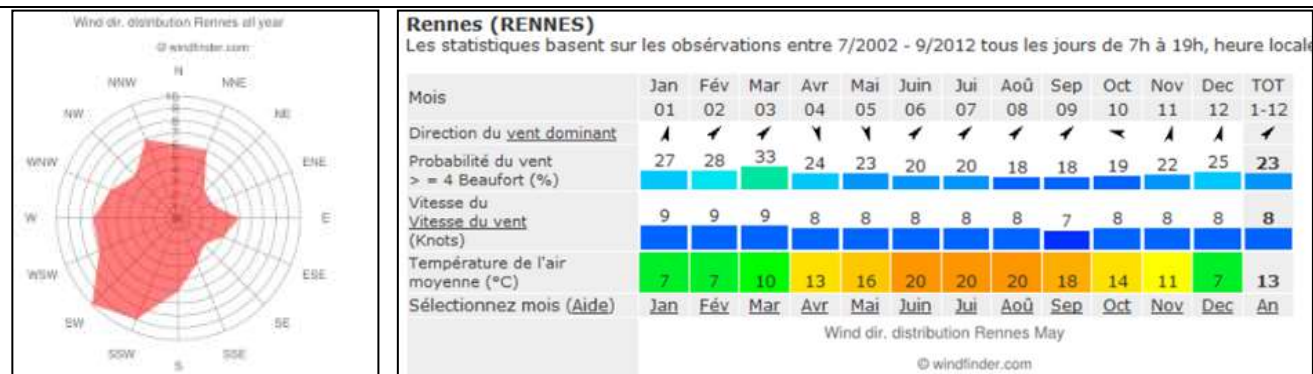 Wind dir. distribution Rennes all year
© windfinder.com
N
NNW NNE
NW NE
WNW ENE
W E
WSW ESE
SW SE
SSW SSE
S
Rennes (RENNES)
Les statistiques basent sur les obsérvations entre 7/2002 - 9/2012 tous les jours de 7h à 19h, heure locale
Mois Jan Fév Mar Avr Mai Juin Jui Aoû Sep Oct Nov Dec TOT
01 02 03 04 05 06 07 08 09 10 11 12 1-12
Direction du vent dominant
Probabilité du vent
> = 4 Beaufort (%) 27 28 33 24 23 20 20 18 18 19 22 25 23
Vitesse du
Vitesse du vent
(Knots) 9 9 9 8 8 8 8 8 7 8 8 8 8
Température de l'air
moyenne (°C) 7 7 10 13 16 20 20 20 18 14 11 7 13
Sélectionnez mois (Aide) Jan Fév Mar Avr Mai Juin Jui Aoû Sep Oct Nov Dec An
Wind dir. distribution Rennes May
© windfinder.com